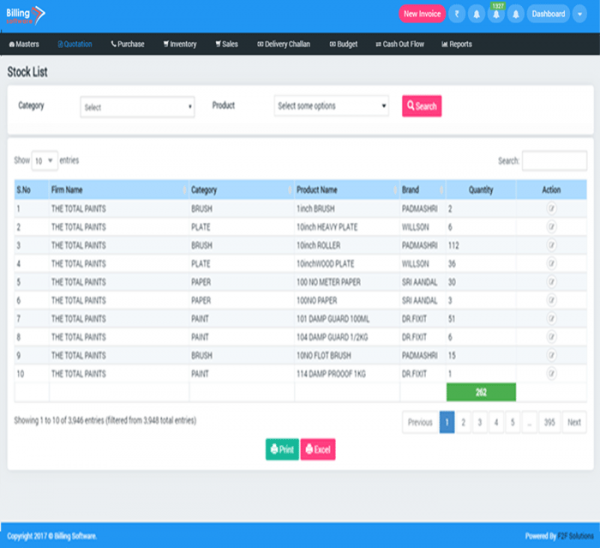 Billing
software
New Invoice
₹
1327
Dashboard
Masters
Quotation
Purchase
Inventory
Sales
Delivery Challan
Budget
Cash Out Flow
Reports
Stock List
Category
Select
Product
Select some options
Search
Show 10 entries
Search:
S.No Firm Name Category Product Name Brand Quantity Action
1 THE TOTAL PAINTS BRUSH 1inch BRUSH PADMASHRI 2
2 THE TOTAL PAINTS PLATE 10inch HEAVY PLATE WILLSON 6
3 THE TOTAL PAINTS BRUSH 10inch ROLLER PADMASHRI 112
4 THE TOTAL PAINTS PLATE 10inchWOOD PLATE WILLSON 36
5 THE TOTAL PAINTS PAPER 100 NO METER PAPER SRI AANDAL 30
6 THE TOTAL PAINTS PAPER 100NO PAPER SRI AANDAL 3
7 THE TOTAL PAINTS PAINT 101 DAMP GUARD 100ML DR.FIXIT 51
8 THE TOTAL PAINTS PAINT 104 DAMP GUARD 1/2KG DR.FIXIT 6
9 THE TOTAL PAINTS BRUSH 10NO FLOT BRUSH PADMASHRI 15
10 THE TOTAL PAINTS PAINT 114 DAMP PROOOF 1KG DR.FIXIT 1
262
Showing 1 to 10 of 3,946 entries (filtered from 3,948 total entries)
Previous 1 2 3 4 5 ... 395 Next
Print
Excel
Copyright 2017 © Billing Software.
Powered By F2F Solutions